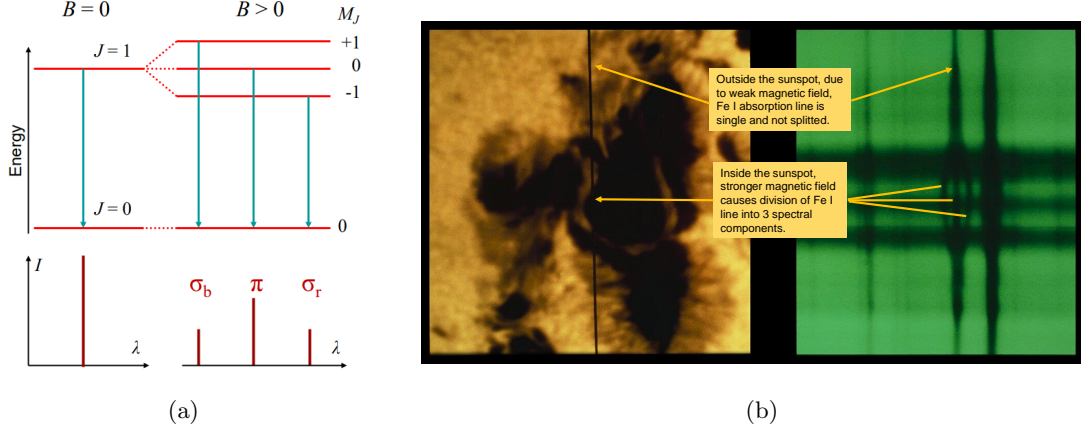 B = 0
B > 0
M_J
J = 1
+1
0
-1
Energy
J = 0
0
I
σ_b
π
σ_r
λ
λ
(a)
Outside the sunspot, due
to weak magnetic field,
Fe I absorption line is
single and not splitted.
Inside the sunspot,
stronger magnetic field
causes division of Fe I
line into 3 spectral
components.
(b)